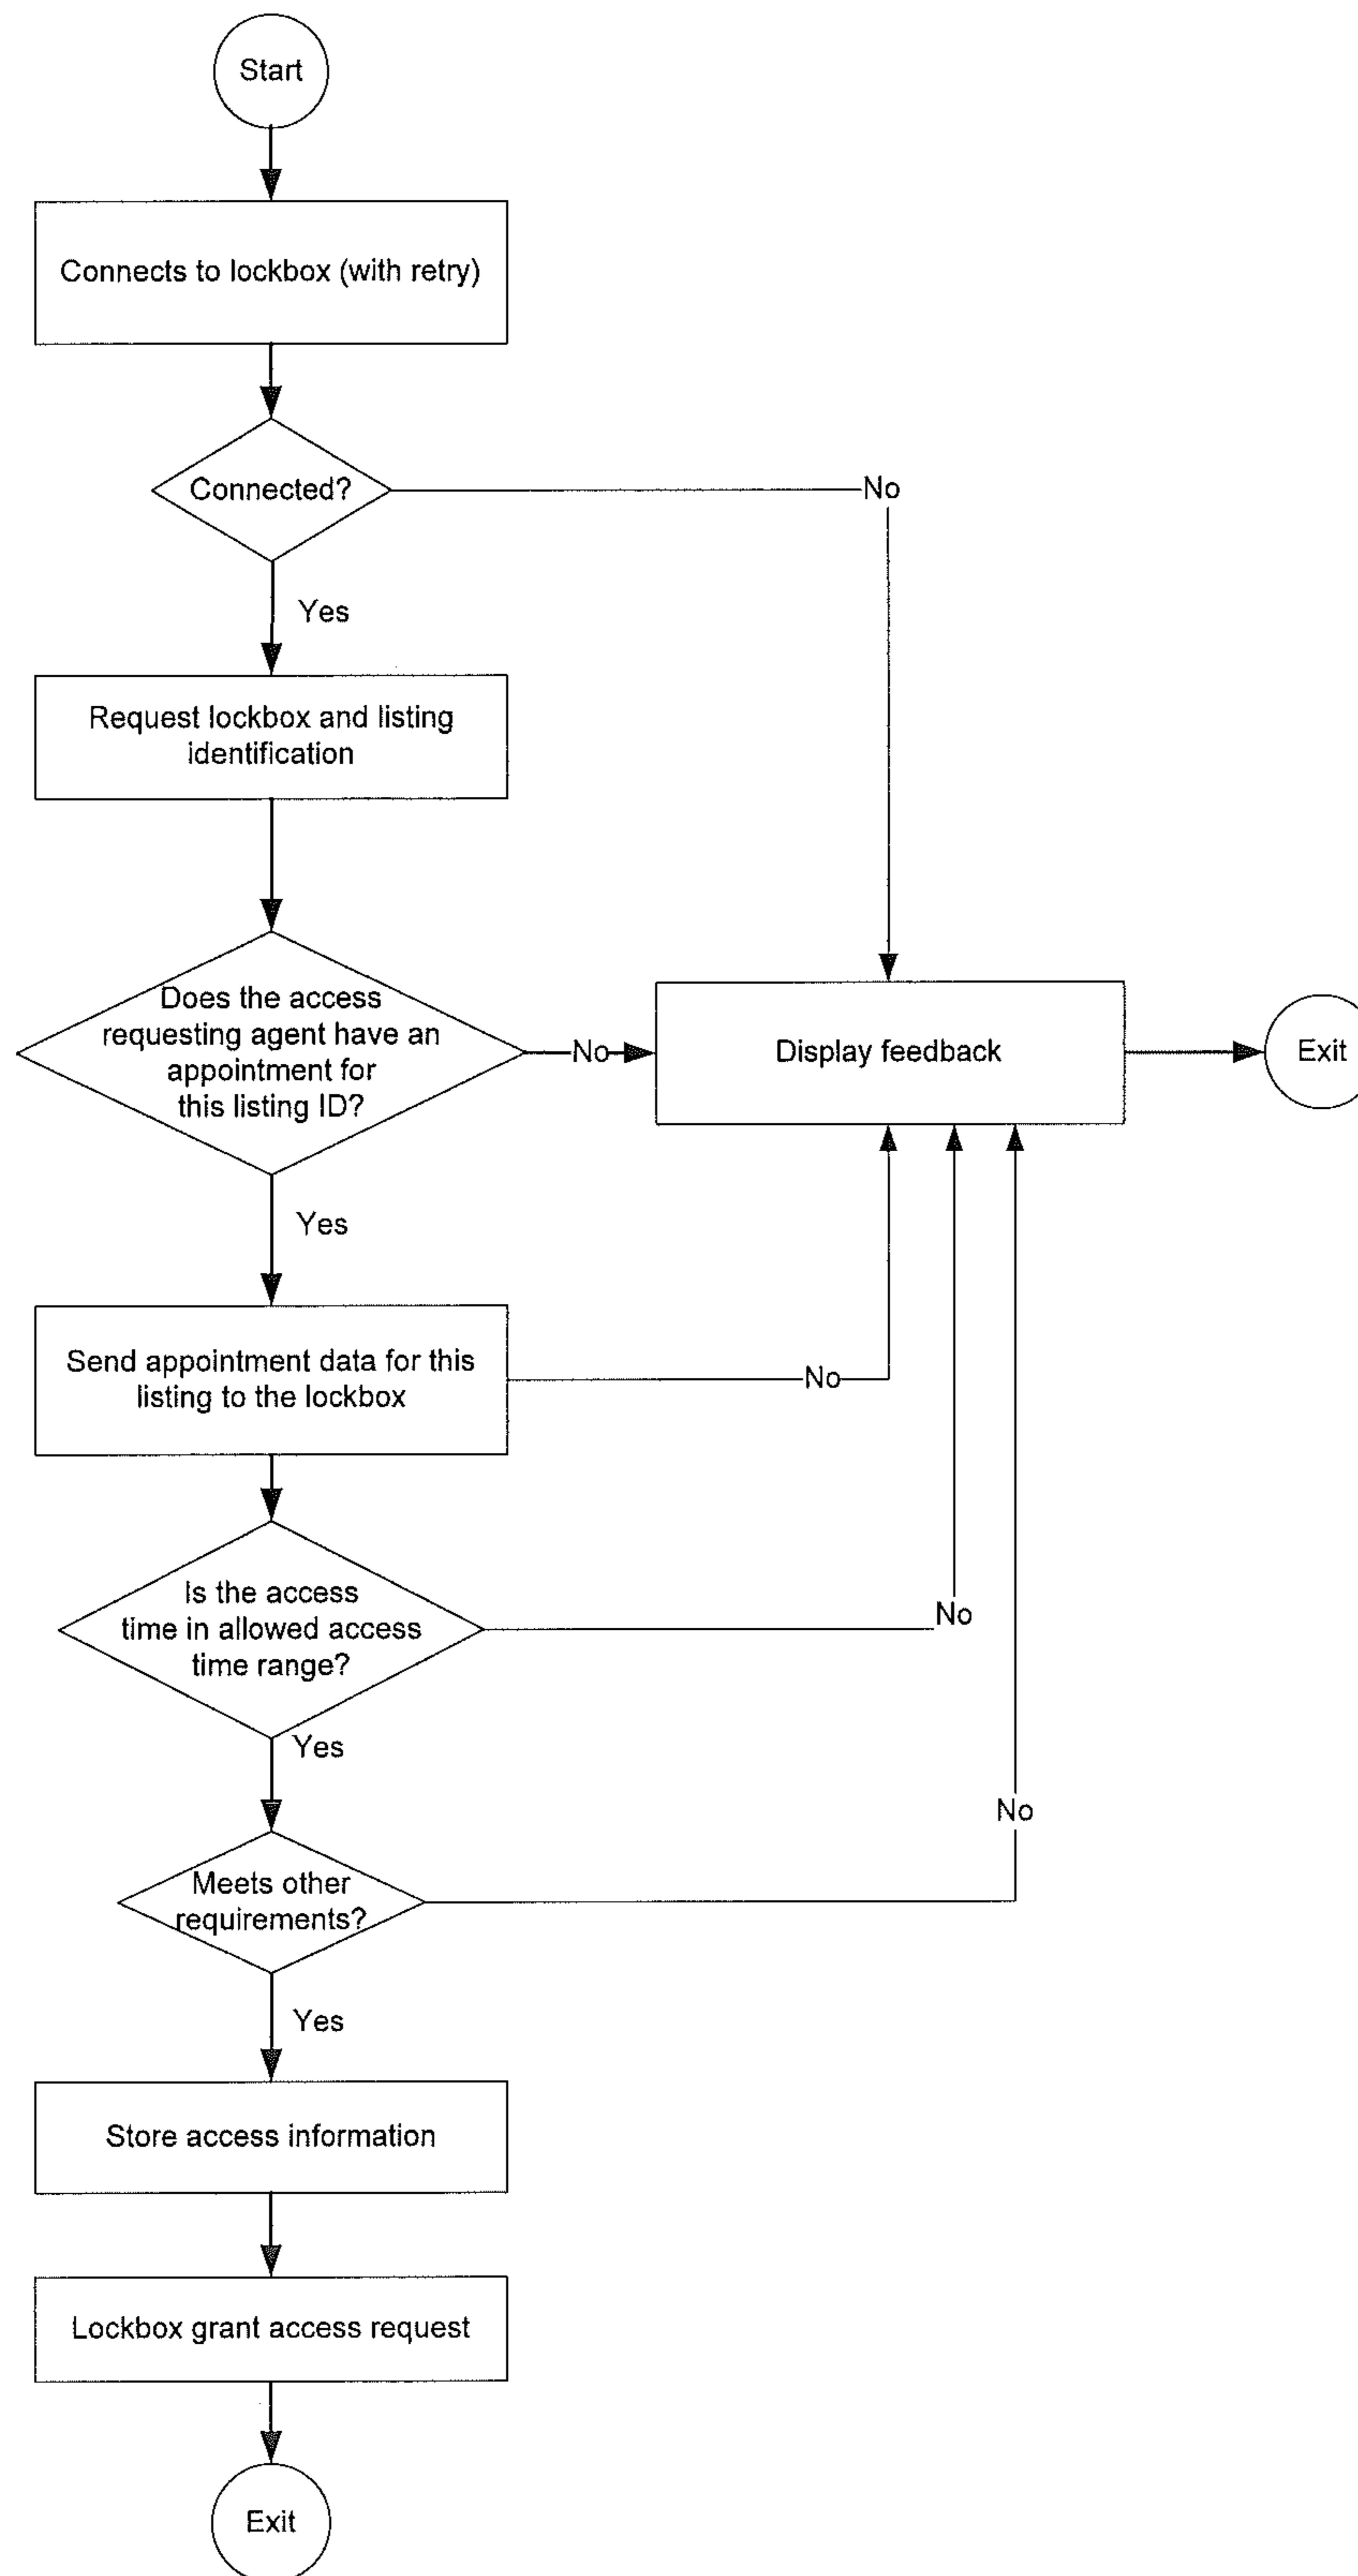 Start
Connects to lockbox (with retry)
Connected?
No
Yes
Request lockbox and listing
identification
Does the access
requesting agent have an
appointment for
this listing ID?
No
Display feedback
Exit
Yes
Send appointment data for this
listing to the lockbox
No
Is the access
time in allowed access
time range?
No
Yes
No
Meets other
requirements?
Yes
Store access information
Lockbox grant access request
Exit